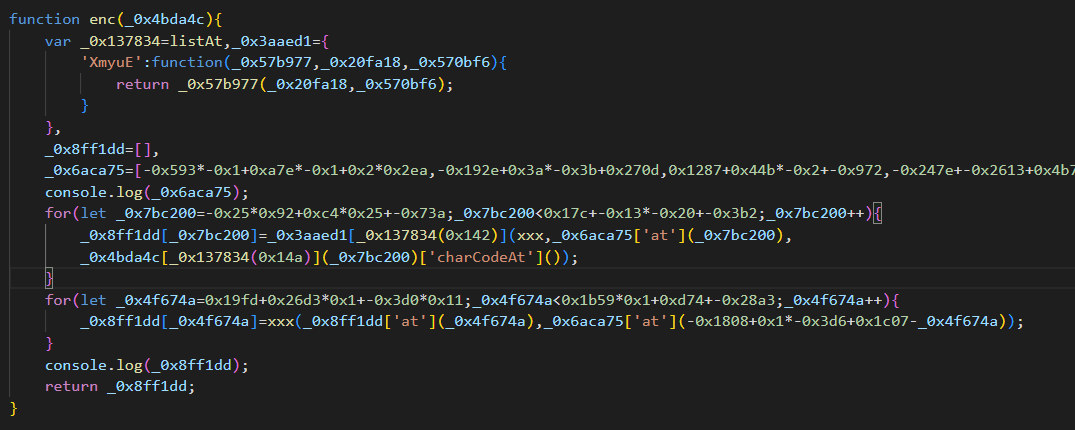 function enc(_0x4bda4c){
var _0x137834=listAt,_0x3aaed1={
'XmyuE':function(_0x57b977,_0x20fa18,_0x570bf6){
return _0x57b977(_0x20fa18,_0x570bf6);
}
},
_0x8ff1dd=[],
_0x6aca75=[-0x593*-0x1+0xa7e*-0x1+0x2*0x2ea,-0x192e+0x3a*-0x3b+0x270d,0x1287+0x44b*-0x2+-0x972,-0x247e+-0x2613+0x4b7
console.log(_0x6aca75);
for(let _0x7bc200=-0x25*0x92+0xc4*0x25+-0x73a;_0x7bc200<0x17c+-0x13*-0x20+-0x3b2;_0x7bc200++){
_0x8ff1dd[_0x7bc200]=_0x3aaed1[_0x137834(0x142)](xxx,_0x6aca75['at'](_0x7bc200),
_0x4bda4c[_0x137834(0x14a)](_0x7bc200)['charCodeAt']());
}
for(let _0x4f674a=0x19fd+0x26d3*0x1+-0x3d0*0x11;_0x4f674a<0x1b59*0x1+0xd74+-0x28a3;_0x4f674a++){
_0x8ff1dd[_0x4f674a]=xxx(_0x8ff1dd['at'](_0x4f674a),_0x6aca75['at'](-0x1808+0x1*-0x3d6+0x1c07-_0x4f674a));
}
console.log(_0x8ff1dd);
return _0x8ff1dd;
}